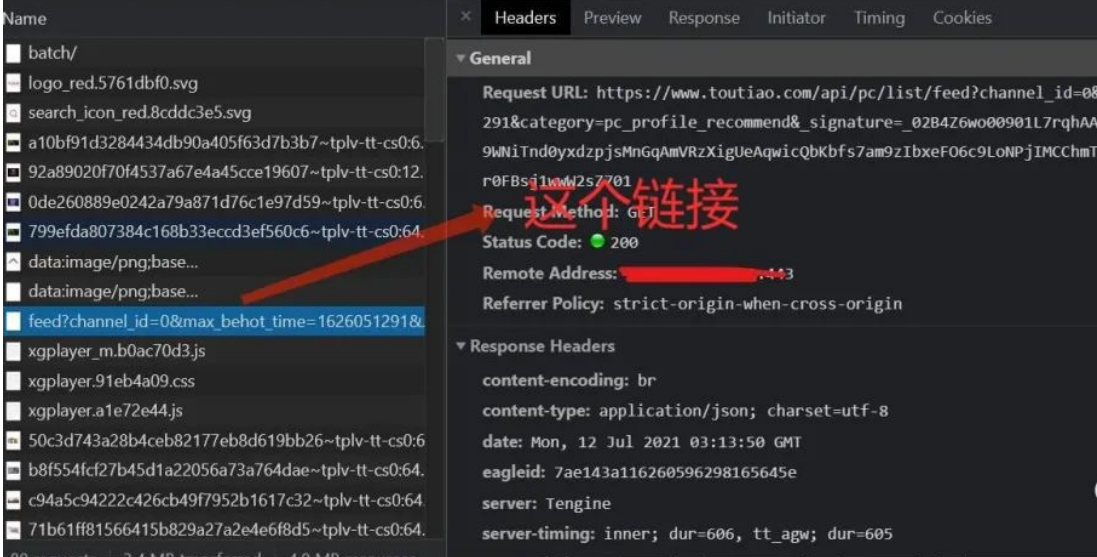 Name
batch/
logo_red.5761dbf0.svg
search_icon_red.8cddc3e5.svg
a10bf91d3284434db90a405f63d7b3b7~tplv-tt-cs0:6.
92a89020f70f4537a67e4a45cce19607~tplv-tt-cs0:12.
0de260889e0242a79a871d76c1e97d59~tplv-tt-cs0:6.
799efda807384c168b33eccd3ef560c6~tplv-tt-cs0:64.
data:image/png;base...
data:image/png;base...
feed?channel_id=0&max_behot_time=1626051291&.
xgplayer_m.b0ac70d3.js
xgplayer.91eb4a09.css
xgplayer.a1e72e44.js
50c3d743a28b4ceb82177eb8d619bb26~tplv-tt-cs0:6
b8f554fcf27b45d1a22056a73a764dae~tplv-tt-cs0:64.
c94a5c94222c426cb49f7952b1617c32~tplv-tt-cs0:64
71b61ff81566415b829a27a2e4e6f8d5~tplv-tt-cs0:64.
× Headers Preview Response Initiator Timing Cookies
General
Request URL: https://www.toutiao.com/api/pc/list/feed?channel_id=0&
291&category=pc_profile_recommend&_signature=_02B4Z6wo00901L7rqhAA
9WNiTnd0yxdzpjsMnGqAmVRzXigUeAqwicQbKbfs7am9zIbxeFO6c9LoNPjIMCChmT
r0FBsj1wwW2s7701
这个链接
Request Method: GET
Status Code: 200
Remote Address: :443
Referrer Policy: strict-origin-when-cross-origin
Response Headers
content-encoding: br
content-type: application/json; charset=utf-8
date: Mon, 12 Jul 2021 03:13:50 GMT
eagleid: 7ae143a11626059629816​5645e
server: Tengine
server-timing: inner; dur=606, tt_agw; dur=605